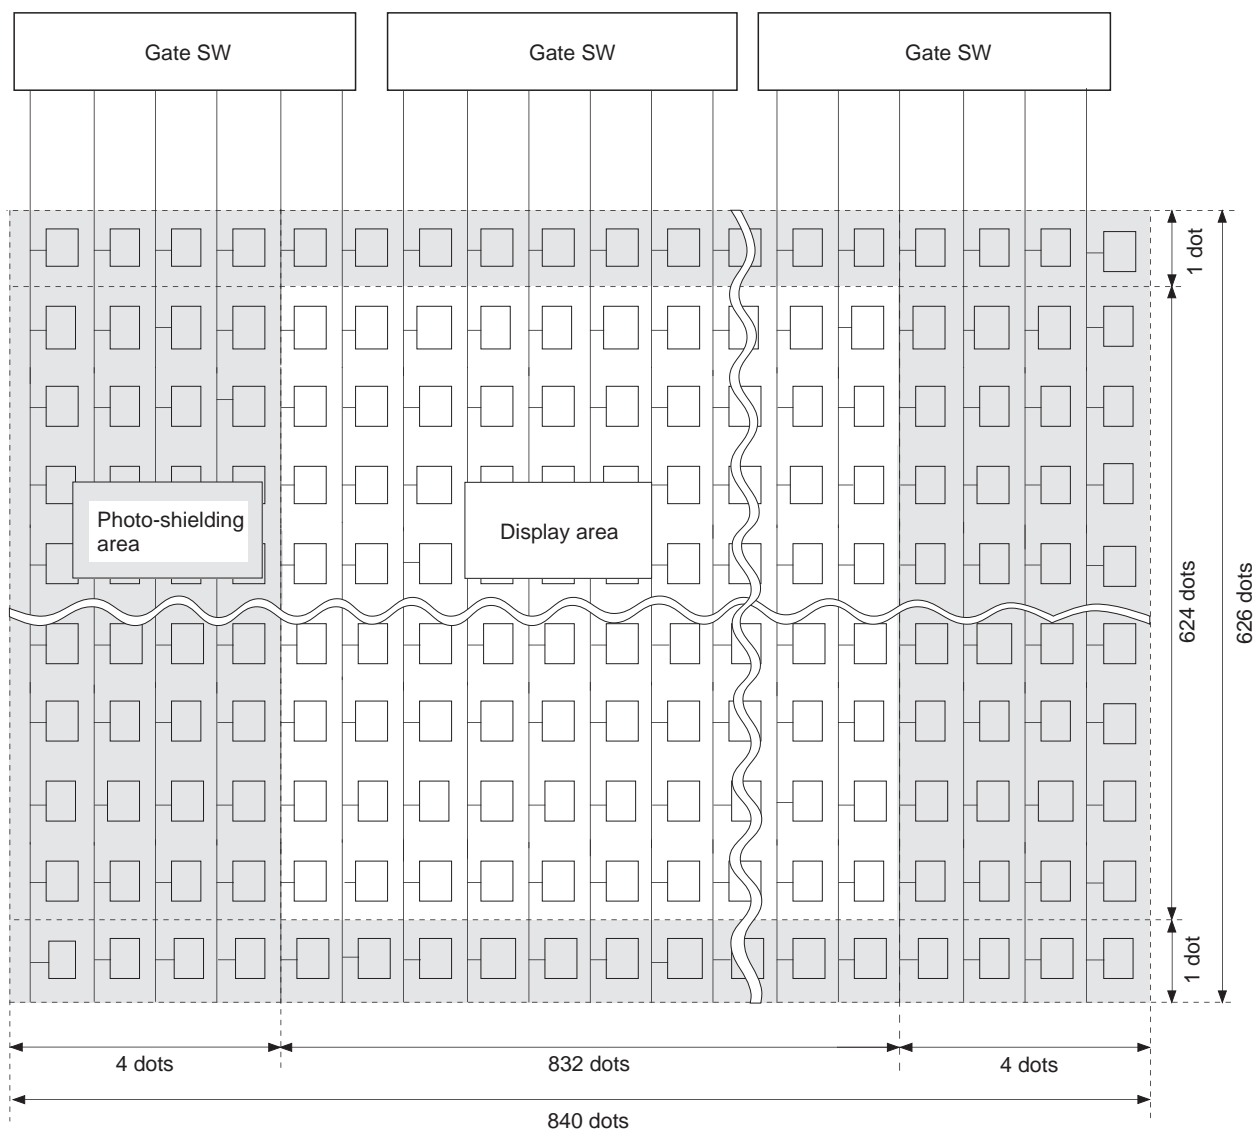 Gate SW
Gate SW
Gate SW
1 dot
Photo-shielding
area
Display area
624 dots
626 dots
1 dot
4 dots
832 dots
4 dots
840 dots